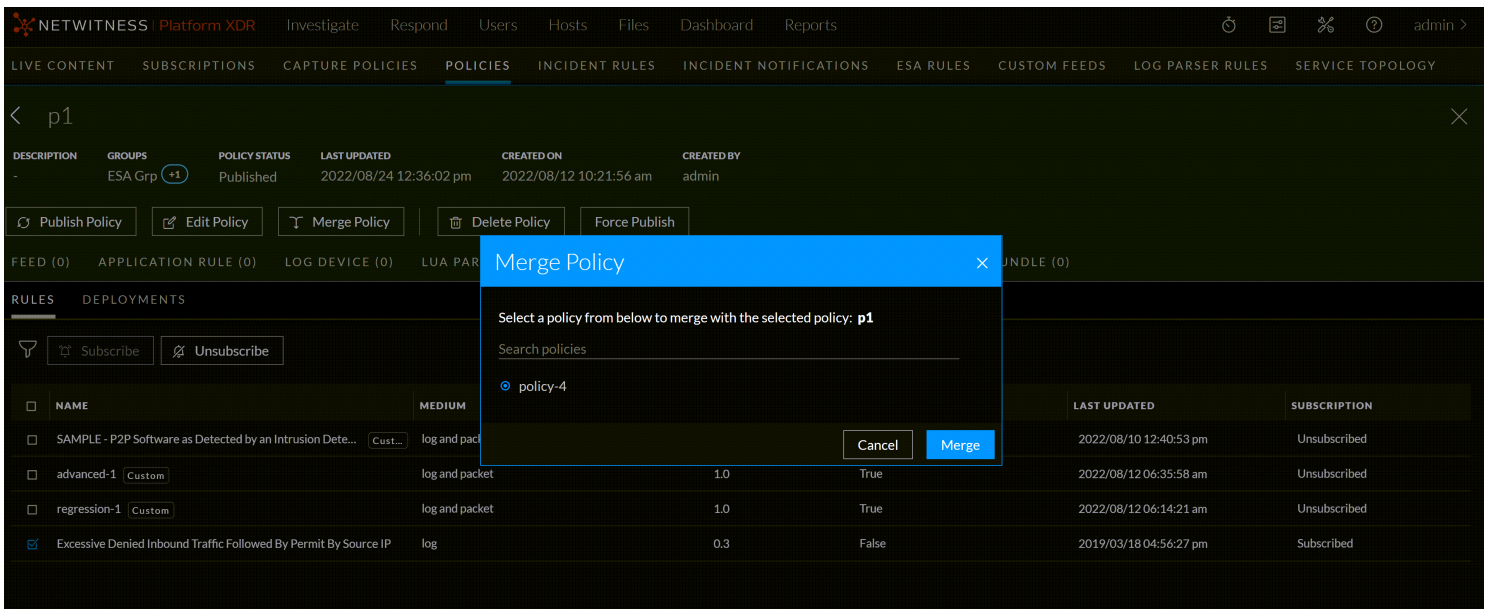 NETWITNESS Platform XDR Investigate Respond Users Hosts Files Dashboard Reports admin >
LIVE CONTENT SUBSCRIPTIONS CAPTURE POLICIES POLICIES INCIDENT RULES INCIDENT NOTIFICATIONS ESA RULES CUSTOM FEEDS LOG PARSER RULES SERVICE TOPOLOGY
p1
DESCRIPTION GROUPS POLICY STATUS LAST UPDATED CREATED ON CREATED BY
- ESA Grp +1 Published 2022/08/24 12:36:02 pm 2022/08/12 10:21:56 am admin
Publish Policy Edit Policy Merge Policy Delete Policy Force Publish
FEED (0) APPLICATION RULE (0) LOG DEVICE (0) LUA PAR UNDLE (0)
Merge Policy
Select a policy from below to merge with the selected policy: p1
Search policies
policy-4
Cancel Merge
RULES DEPLOYMENTS
Subscribe Unsubscribe
NAME MEDIUM LAST UPDATED SUBSCRIPTION
SAMPLE - P2P Software as Detected by an Intrusion Dete... Cust... log and pack 2022/08/10 12:40:53 pm Unsubscribed
advanced-1 Custom log and packet 1.0 True 2022/08/12 06:35:58 am Unsubscribed
regression-1 Custom log and packet 1.0 True 2022/08/12 06:14:21 am Unsubscribed
Excessive Denied Inbound Traffic Followed By Permit By Source IP log 0.3 False 2019/03/18 04:56:27 pm Subscribed